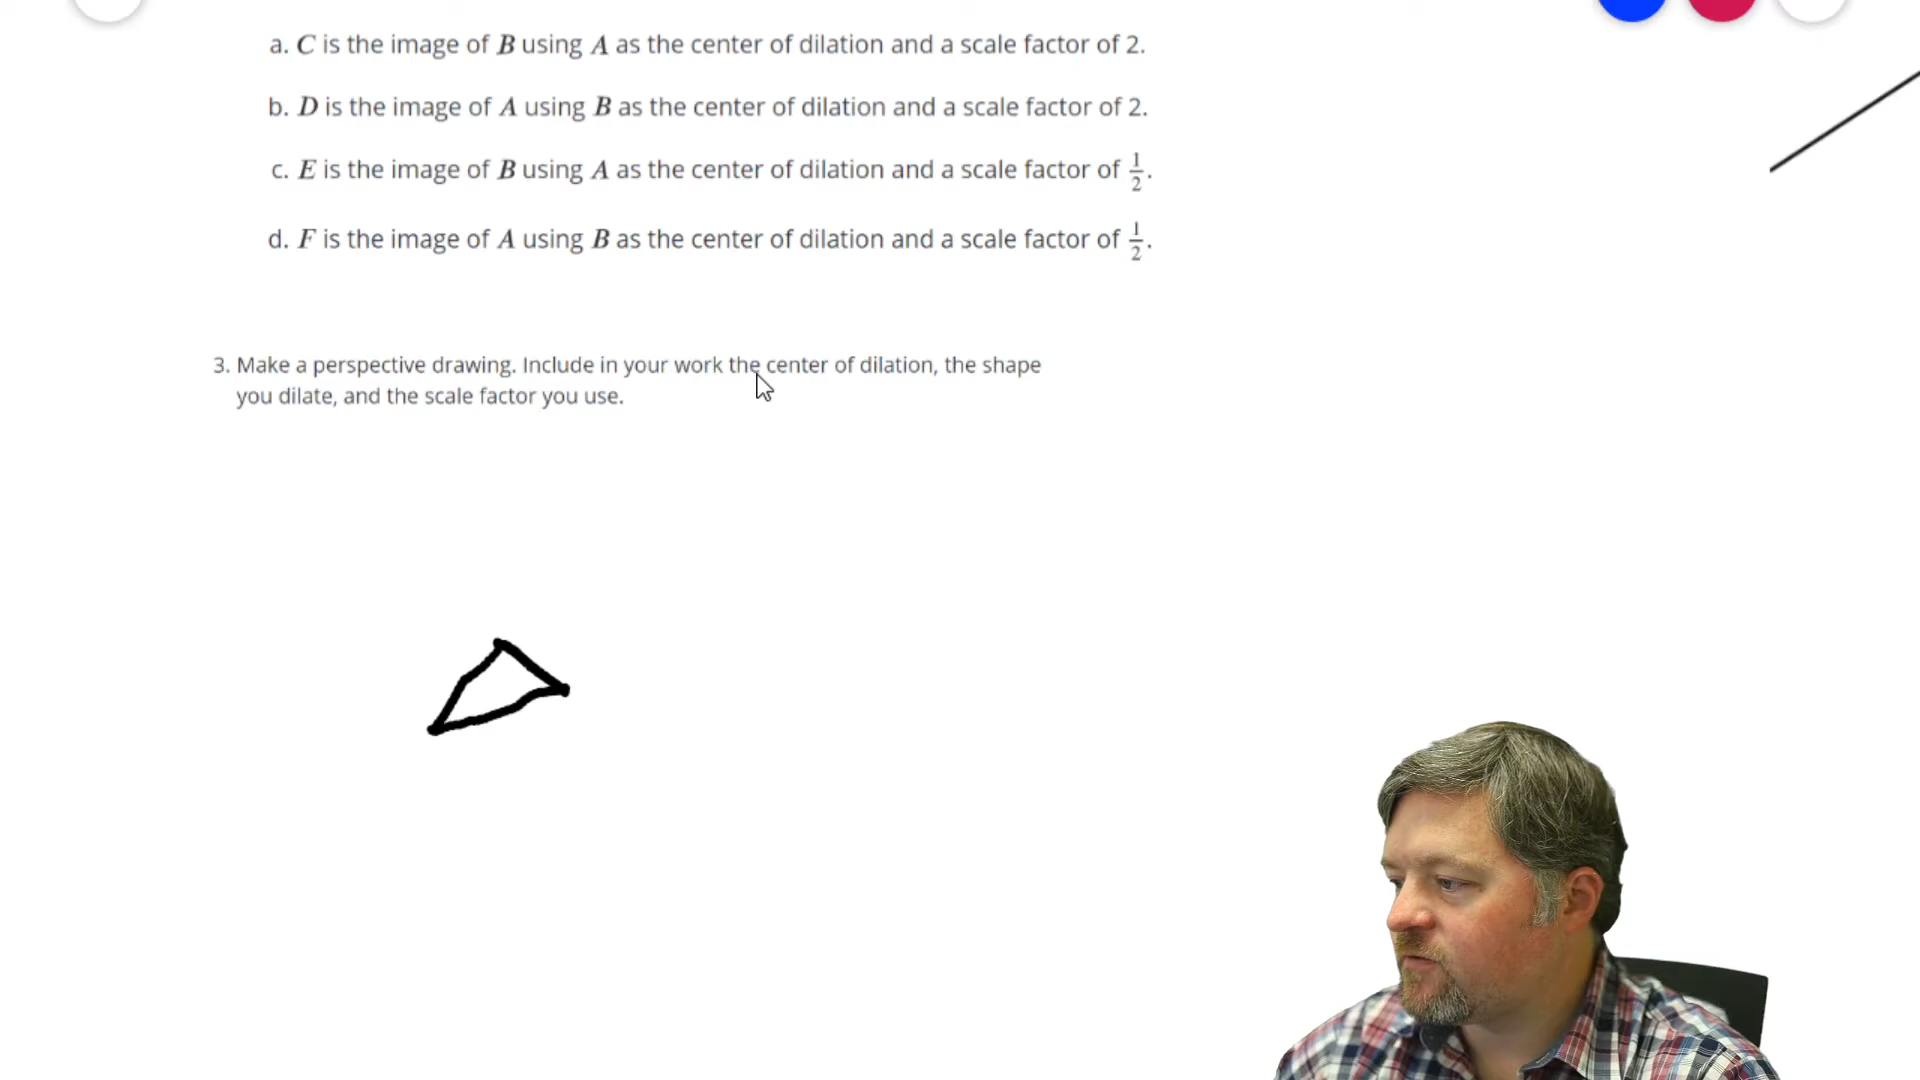 a. C is the image of B using A as the center of dilation and a scale factor of 2.
b. D is the image of A using B as the center of dilation and a scale factor of 2.
c. E is the image of B using A as the center of dilation and a scale factor of 1/2.
d. F is the image of A using B as the center of dilation and a scale factor of 1/2.
3. Make a perspective drawing. Include in your work the center of dilation, the shape
you dilate, and the scale factor you use.